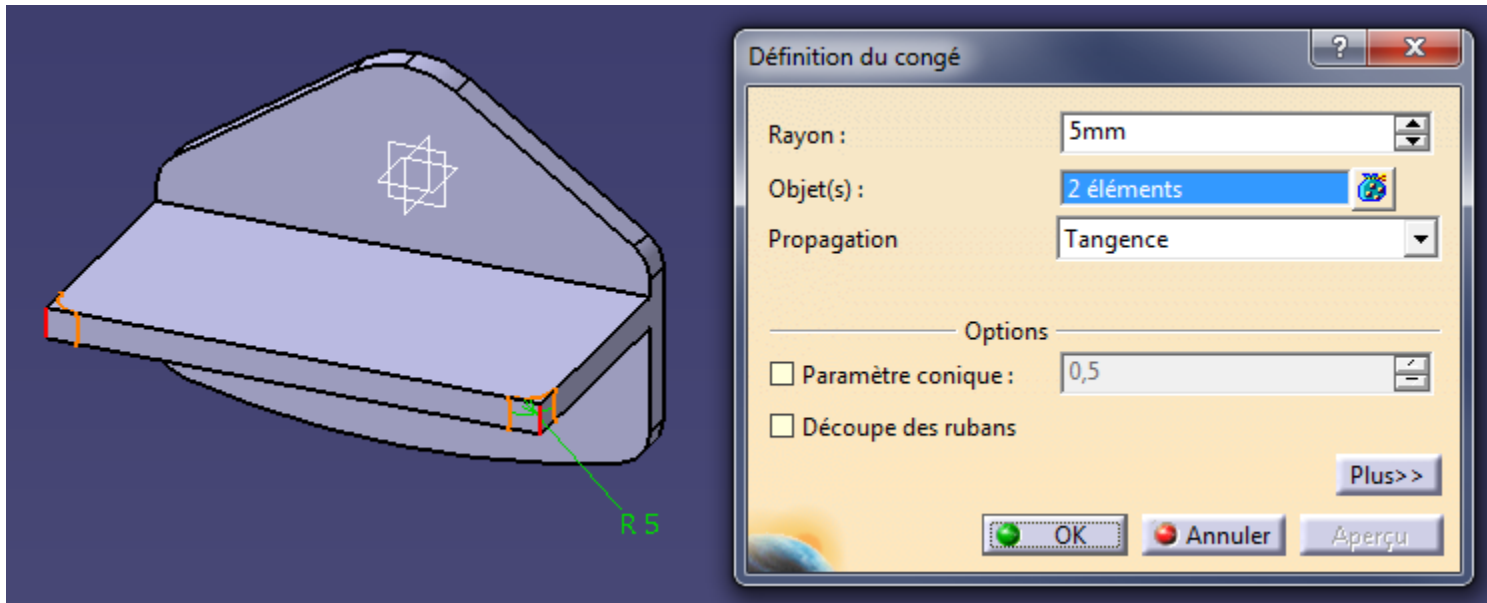 Définition du congé
?
X
Rayon :
5mm
Objet(s) :
2 éléments
Propagation
Tangence
Options
Paramètre conique :
0,5
Découpe des rubans
Plus>>
OK
Annuler
Aperçu
R 5